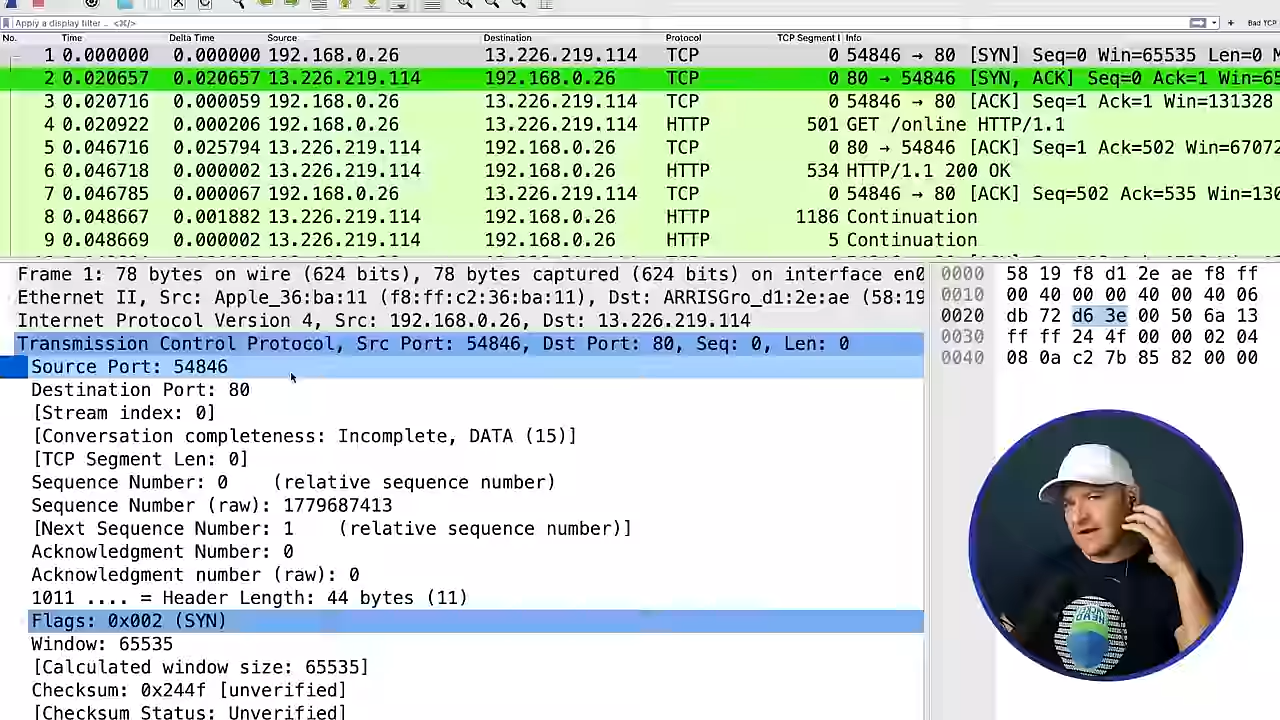 Apply a display filter ... <⌘/>
+ Bad TCP
No. Time Delta Time Source Destination Protocol TCP Segment I Info
1 0.000000 0.000000 192.168.0.26 13.226.219.114 TCP 0 54846 → 80 [SYN] Seq=0 Win=65535 Len=0 M
2 0.020657 0.020657 13.226.219.114 192.168.0.26 TCP 0 80 → 54846 [SYN, ACK] Seq=0 Ack=1 Win=65
3 0.020716 0.000059 192.168.0.26 13.226.219.114 TCP 0 54846 → 80 [ACK] Seq=1 Ack=1 Win=131328
4 0.020922 0.000206 192.168.0.26 13.226.219.114 HTTP 501 GET /online HTTP/1.1
5 0.046716 0.025794 13.226.219.114 192.168.0.26 TCP 0 80 → 54846 [ACK] Seq=1 Ack=502 Win=67072
6 0.046718 0.000002 13.226.219.114 192.168.0.26 HTTP 534 HTTP/1.1 200 OK
7 0.046785 0.000067 192.168.0.26 13.226.219.114 TCP 0 54846 → 80 [ACK] Seq=502 Ack=535 Win=130
8 0.048667 0.001882 13.226.219.114 192.168.0.26 HTTP 1186 Continuation
9 0.048669 0.000002 13.226.219.114 192.168.0.26 HTTP 5 Continuation
Frame 1: 78 bytes on wire (624 bits), 78 bytes captured (624 bits) on interface en0
Ethernet II, Src: Apple_36:ba:11 (f8:ff:c2:36:ba:11), Dst: ARRISGro_d1:2e:ae (58:19
Internet Protocol Version 4, Src: 192.168.0.26, Dst: 13.226.219.114
Transmission Control Protocol, Src Port: 54846, Dst Port: 80, Seq: 0, Len: 0
Source Port: 54846
Destination Port: 80
[Stream index: 0]
[Conversation completeness: Incomplete, DATA (15)]
[TCP Segment Len: 0]
Sequence Number: 0 (relative sequence number)
Sequence Number (raw): 1779687413
[Next Sequence Number: 1 (relative sequence number)]
Acknowledgment Number: 0
Acknowledgment number (raw): 0
1011 .... = Header Length: 44 bytes (11)
Flags: 0x002 (SYN)
Window: 65535
[Calculated window size: 65535]
Checksum: 0x244f [unverified]
[Checksum Status: Unverified]
0000 58 19 f8 d1 2e ae f8 ff
0010 00 40 00 00 40 00 40 06
0020 db 72 d6 3e 00 50 6a 13
0030 ff ff 24 4f 00 00 02 04
0040 08 0a c2 7b 85 82 00 00